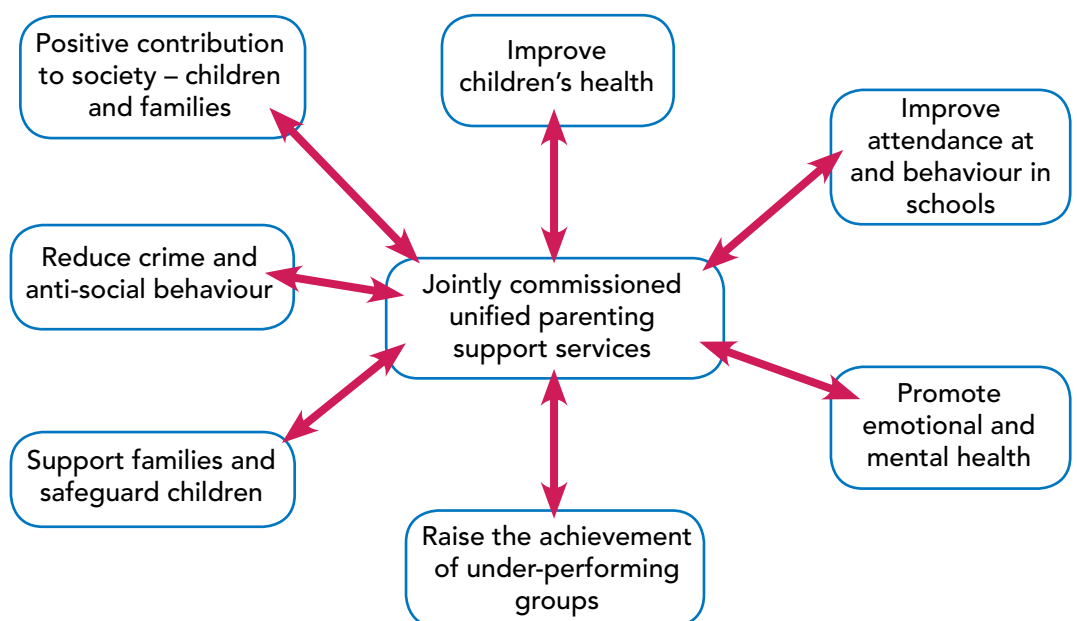 Positive contribution
to society – children
and families
Improve
children’s health
Improve
attendance at
and behaviour in
schools
Reduce crime and
anti-social behaviour
Jointly commissioned
unified parenting
support services
Promote
emotional and
mental health
Support families and
safeguard children
Raise the achievement
of under-performing
groups